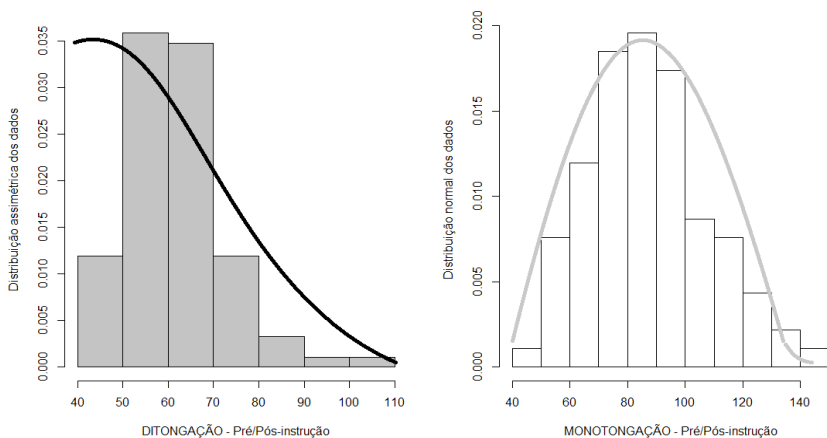 Distribuição assimétrica dos dados
0.000 0.005 0.010 0.015 0.020 0.025 0.030 0.035
40 50 60 70 80 90 100 110
DITONGAÇÃO - Pré/Pós-instrução
Distribuição normal dos dados
0.000 0.005 0.010 0.015 0.020
40 60 80 100 120 140
MONOTONGAÇÃO - Pré/Pós-instrução